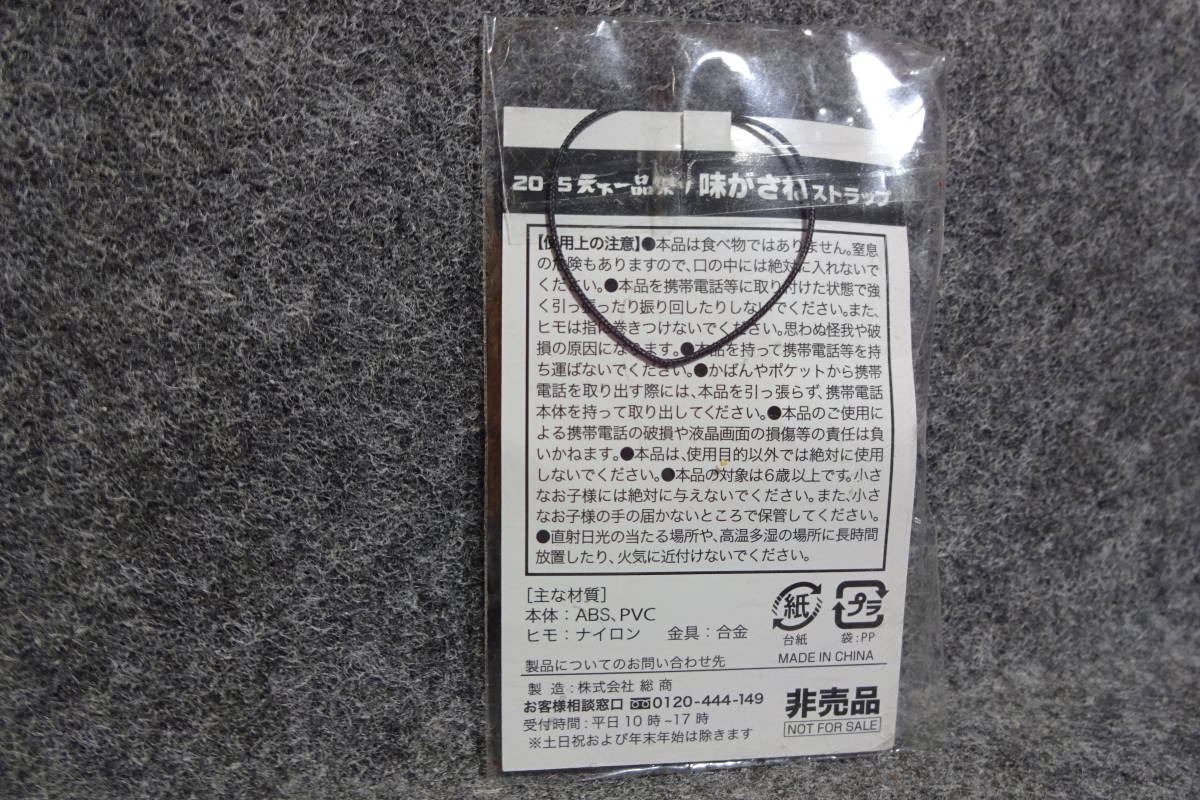 20 5 天下一品祭り 味がさね ストラップ
【使用上の注意】●本品は食べ物ではありません。窒息
の危険もありますので、口の中には絶対に入れないで
ください。●本品を携帯電話等に取り付けた状態で強
く引っ張ったり振り回したりしないでください。また、
ヒモは指に巻きつけないでください。思わぬ怪我や破
損の原因になります。●本品を持って携帯電話等を持
ち運ばないでください。●かばんやポケットから携帯
電話を取り出す際には、本品を引っ張らず、携帯電話
本体を持って取り出してください。●本品のご使用に
よる携帯電話の破損や液晶画面の損傷等の責任は負
いかねます。●本品は、使用目的以外では絶対に使用
しないでください。●本品の対象は6歳以上です。小さ
なお子様には絶対に与えないでください。また、小さ
なお子様の手の届かないところで保管してください。
●直射日光の当たる場所や、高温多湿の場所に長時間
放置したり、火気に近付けないでください。
[主な材質]
本体：ABS、PVC
ヒモ：ナイロン 金具：合金
紙 プラ
台紙 袋：PP
MADE IN CHINA
製品についてのお問い合わせ先
製 造：株式会社 総 商
お客様相談窓口 0120-444-149
受付時間：平日 10 時~17 時
※土日祝および年末年始は除きます
非売品
NOT FOR SALE